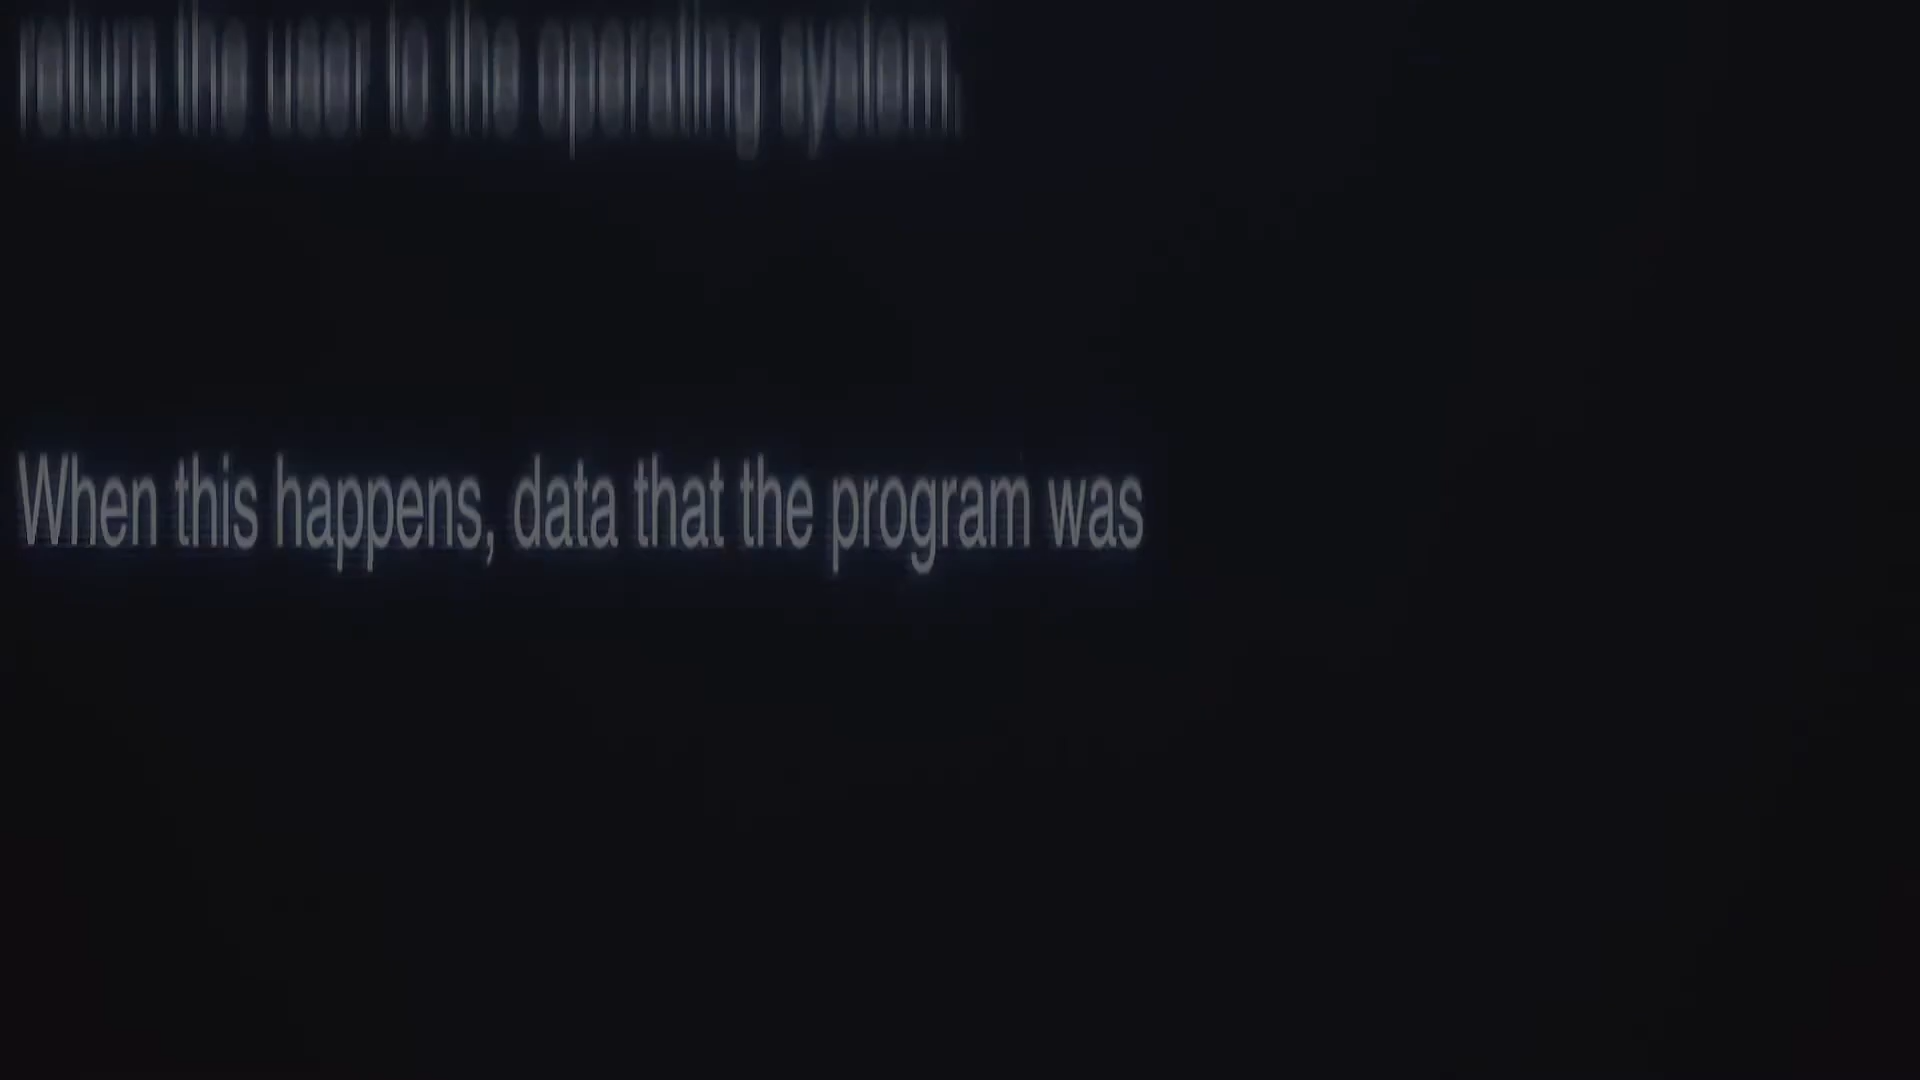 return the user to the operating system.
When this happens, data that the program was